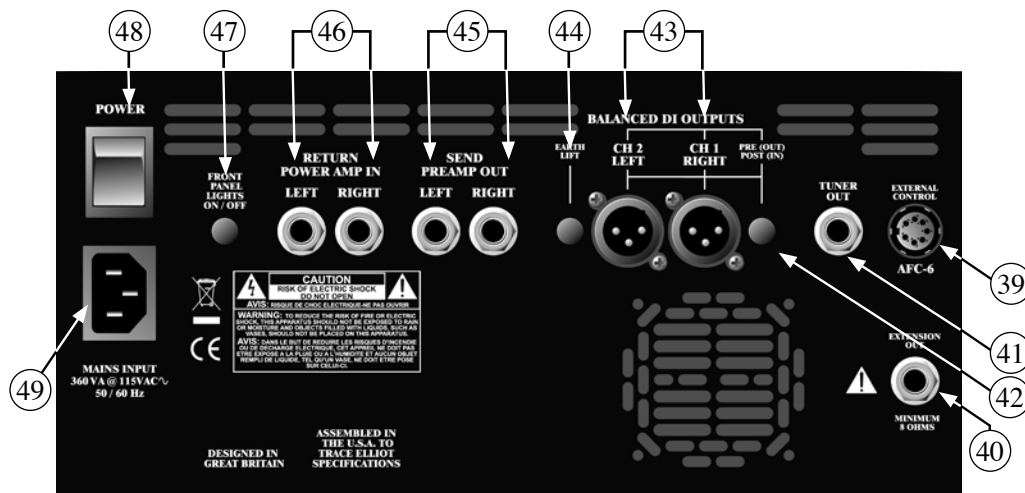 48
47
46
45
44
43
POWER
FRONT
PANEL
LIGHTS
ON / OFF
RETURN
POWER AMP IN
LEFT RIGHT
SEND
PREAMP OUT
LEFT RIGHT
BALANCED DI OUTPUTS
EARTH
LIFT
CH 2
LEFT
CH 1
RIGHT
PRE (OUT)
POST (IN)
TUNER
OUT
EXTERNAL
CONTROL
AFC-6
39
CAUTION
RISK OF ELECTRIC SHOCK
DO NOT OPEN
AVIS: RISQUE DE CHOC ELECTRIQUE-NE PAS OUVRIR
WARNING: TO REDUCE THE RISK OF FIRE OR ELECTRIC
SHOCK, THIS APPARATUS SHOULD NOT BE EXPOSED TO RAIN
OR MOISTURE AND OBJECTS FILLED WITH LIQUIDS, SUCH AS
VASES, SHOULD NOT BE PLACED ON THIS APPARATUS.
AVIS: DANS LE BUT DE REDUIRE LES RISQUES D'INCENDIE
OU DE DECHARGE ELECTRIQUE, CET APPREIL NE DOIT PAS
ETRE EXPOSE A LA PLUIE OU A L'HUMIDITE ET AUCUN OBJET
REMPLI DE LIQUIDE, TEL QU'UN VASE, NE DOIT ETRE POSE
SUR CELUI-CI.
CE
49
MAINS INPUT
360 VA @ 115VAC∿
50 / 60 Hz
EXTENSION
OUT
41
42
MINIMUM
8 OHMS
40
DESIGNED IN
GREAT BRITAIN
ASSEMBLED IN
THE U.S.A. TO
TRACE ELLIOT
SPECIFICATIONS